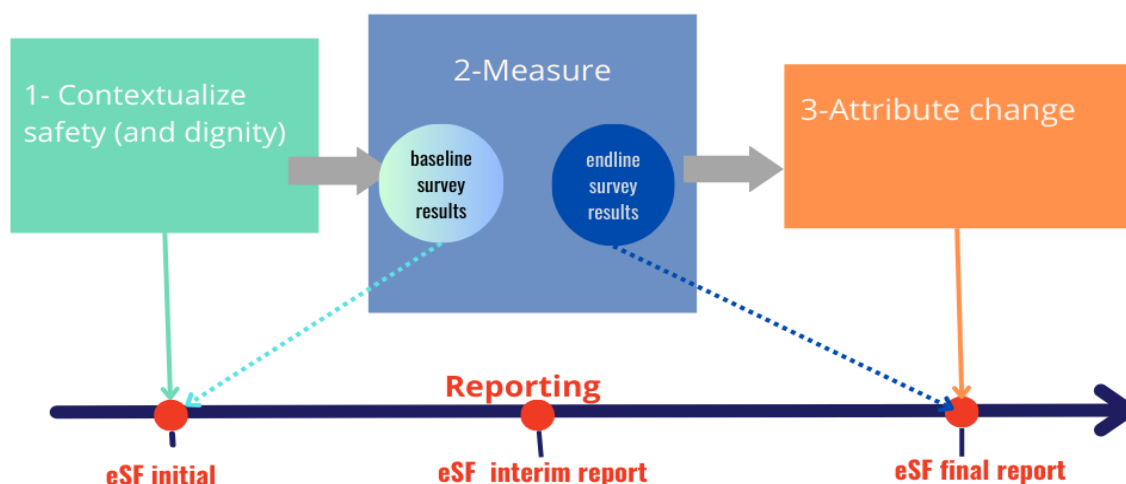 1- Contextualize
safety (and dignity)
2-Measure
baseline
survey
results
endline
survey
results
3-Attribute change
Reporting
eSF initial
eSF interim report
eSF final report